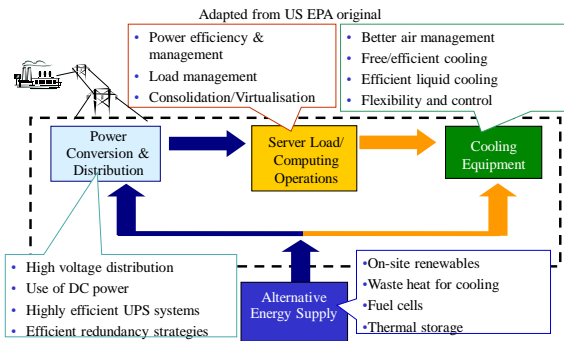 Adapted from US EPA original
• Power efficiency &
management
• Load management
• Consolidation/Virtualisation
• Better air management
• Free/efficient cooling
• Efficient liquid cooling
• Flexibility and control
Power
Conversion &
Distribution
Server Load/
Computing
Operations
Cooling
Equipment
• High voltage distribution
• Use of DC power
• Highly efficient UPS systems
• Efficient redundancy strategies
Alternative
Energy Supply
•On-site renewables
•Waste heat for cooling
•Fuel cells
•Thermal storage